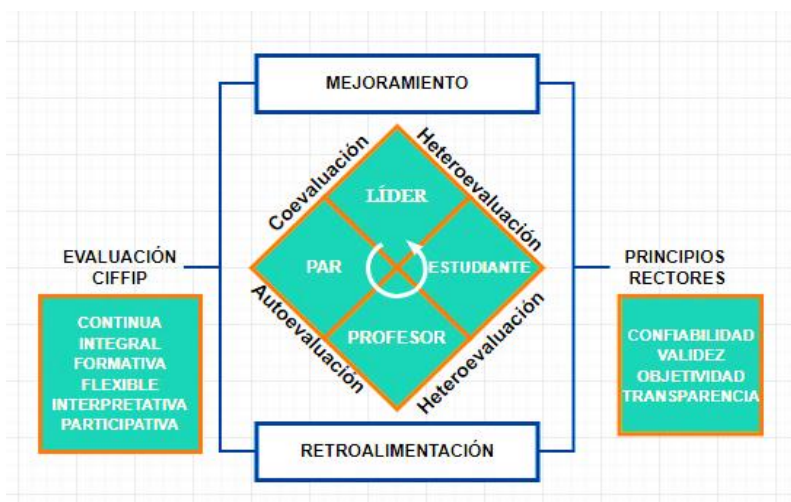 MEJORAMIENTO
Coevaluación
Heteroevaluación
LÍDER
EVALUACIÓN
CIFFIP
PAR
ESTUDIANTE
PRINCIPIOS
RECTORES
CONTINUA
INTEGRAL
FORMATIVA
FLEXIBLE
INTERPRETATIVA
PARTICIPATIVA
Autoevaluación
PROFESOR
Heteroevaluación
CONFIABILIDAD
VALIDEZ
OBJETIVIDAD
TRANSPARENCIA
RETROALIMENTACIÓN